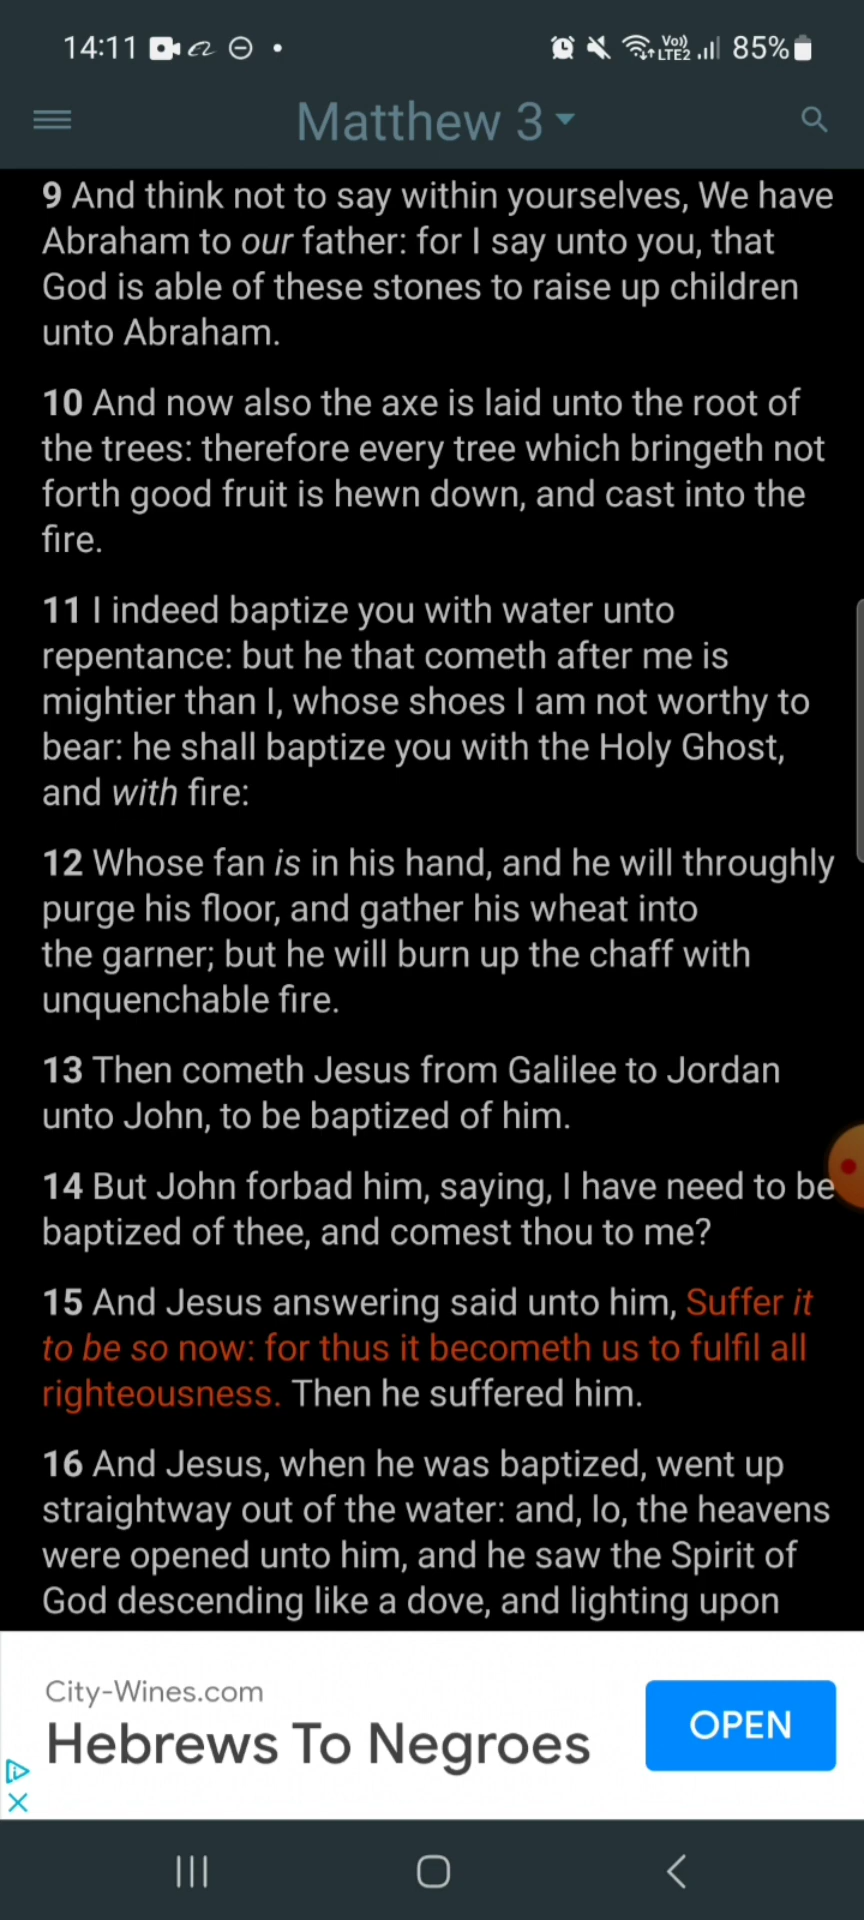 14:11 85%
Vo))
LTE2
Matthew 3
9 And think not to say within yourselves, We have
Abraham to our father: for I say unto you, that
God is able of these stones to raise up children
unto Abraham.
10 And now also the axe is laid unto the root of
the trees: therefore every tree which bringeth not
forth good fruit is hewn down, and cast into the
fire.
11 I indeed baptize you with water unto
repentance: but he that cometh after me is
mightier than I, whose shoes I am not worthy to
bear: he shall baptize you with the Holy Ghost,
and with fire:
12 Whose fan is in his hand, and he will throughly
purge his floor, and gather his wheat into
the garner; but he will burn up the chaff with
unquenchable fire.
13 Then cometh Jesus from Galilee to Jordan
unto John, to be baptized of him.
14 But John forbad him, saying, I have need to be
baptized of thee, and comest thou to me?
15 And Jesus answering said unto him, Suffer it
to be so now: for thus it becometh us to fulfil all
righteousness. Then he suffered him.
16 And Jesus, when he was baptized, went up
straightway out of the water: and, lo, the heavens
were opened unto him, and he saw the Spirit of
God descending like a dove, and lighting upon
City-Wines.com
Hebrews To Negroes
OPEN